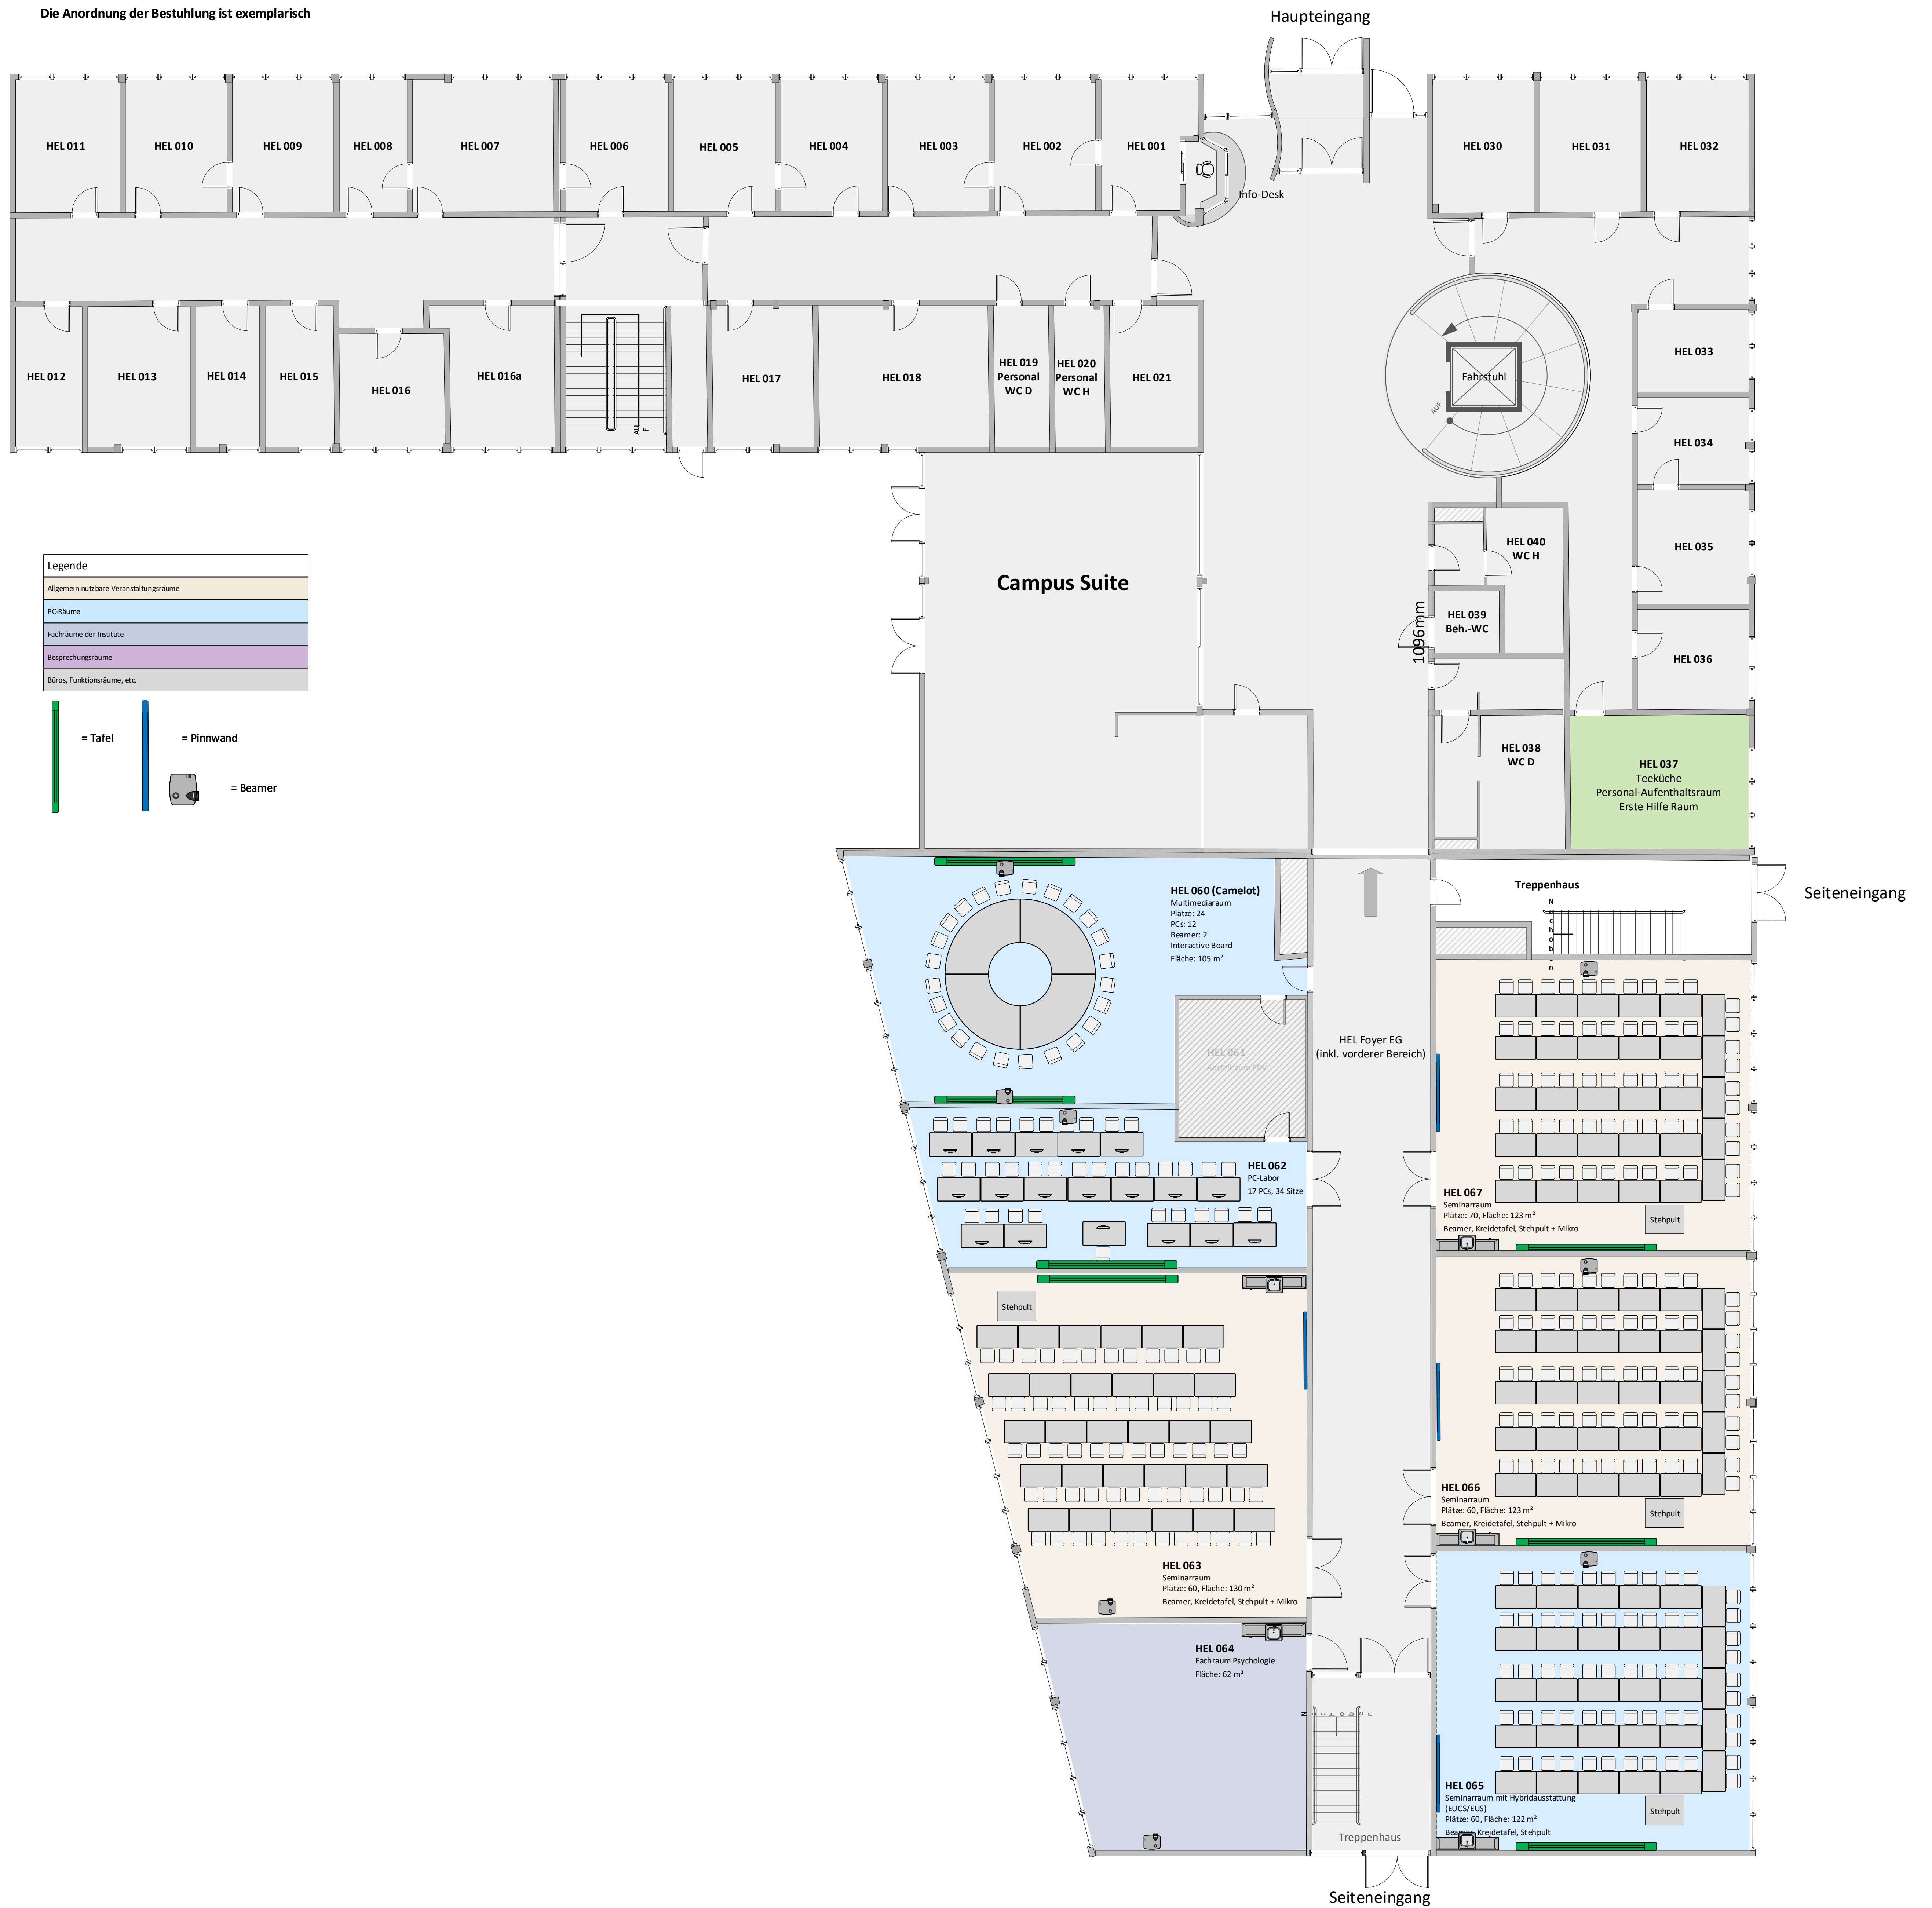 Die Anordnung der Bestuhlung ist exemplarisch
Haupteingang
HEL 011
HEL 010
HEL 009
HEL 008
HEL 007
HEL 006
HEL 005
HEL 004
HEL 003
HEL 002
HEL 001
Info-Desk
HEL 030
HEL 031
HEL 032
HEL 012
HEL 013
HEL 014
HEL 015
HEL 016
HEL 016a
AU
F
HEL 017
HEL 018
HEL 019
Personal
WC D
HEL 020
Personal
WC H
HEL 021
Fahrstuhl
AUF
HEL 033
HEL 034
HEL 035
HEL 036
Campus Suite
HEL 040
WC H
HEL 039
Beh.-WC
1096mm
HEL 038
WC D
HEL 037
Teeküche
Personal-Aufenthaltsraum
Erste Hilfe Raum
Legende
Allgemein nutzbare Veranstaltungsräume
PC-Räume
Fachräume der Institute
Besprechungsräume
Büros, Funktionsräume, etc.
= Tafel
= Pinnwand
= Beamer
HEL 060 (Camelot)
Multimediaraum
Plätze: 24
PCs: 12
Beamer: 2
Interactive Board
Fläche: 105 m²
Treppenhaus
Seiteneingang
HEL 061
Abstellraum EDV
HEL Foyer EG
(inkl. vorderer Bereich)
HEL 062
PC-Labor
17 PCs, 34 Sitze
HEL 067
Seminarraum
Plätze: 70, Fläche: 123 m²
Beamer, Kreidetafel, Stehpult + Mikro
Stehpult
Stehpult
HEL 066
Seminarraum
Plätze: 60, Fläche: 123 m²
Beamer, Kreidetafel, Stehpult + Mikro
Stehpult
HEL 063
Seminarraum
Plätze: 60, Fläche: 130 m²
Beamer, Kreidetafel, Stehpult + Mikro
HEL 064
Fachraum Psychologie
Fläche: 62 m²
HEL 065
Seminarraum mit Hybridausstattung
(EUCS/EUS)
Plätze: 60, Fläche: 122 m²
Beamer, Kreidetafel, Stehpult
Stehpult
Treppenhaus
Seiteneingang